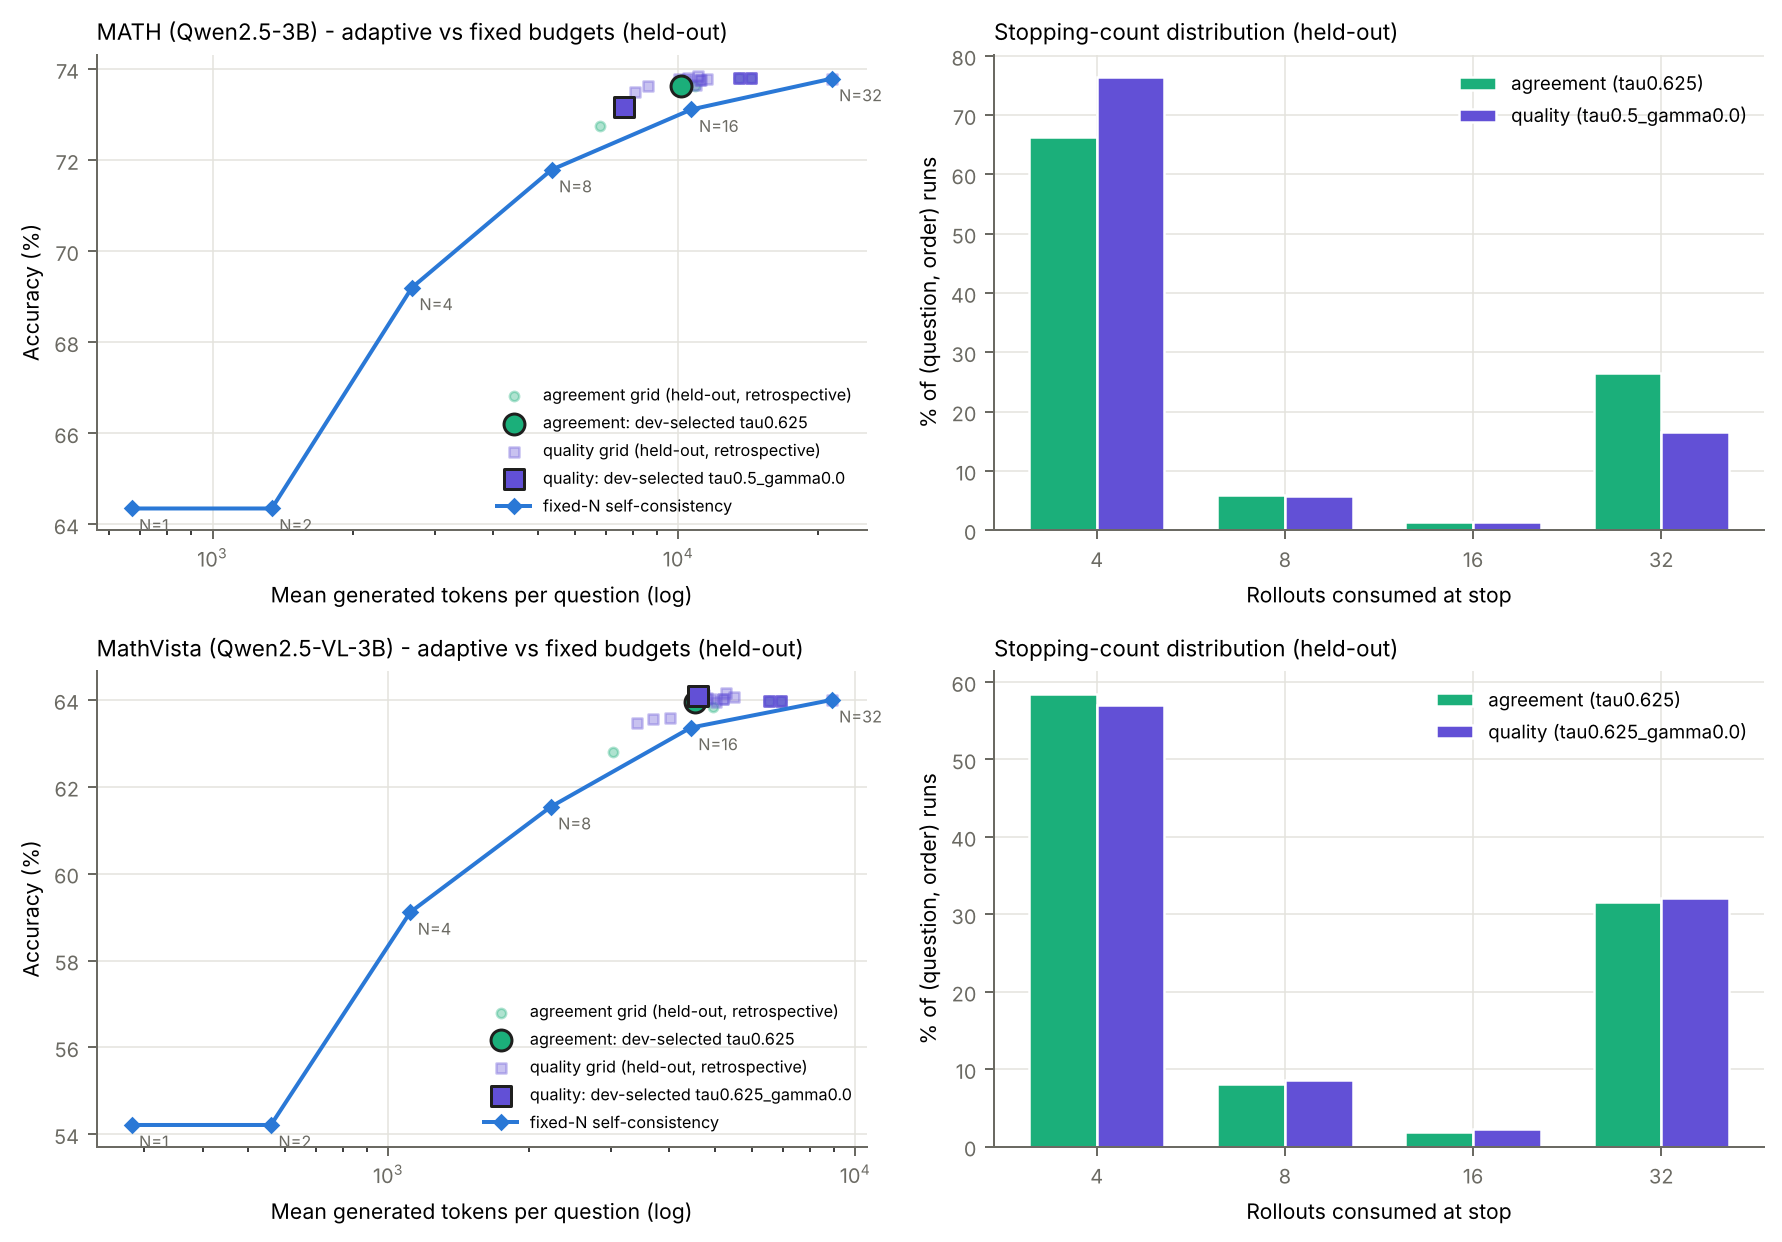 MATH (Qwen2.5-3B) - adaptive vs fixed budgets (held-out)
74
72
70
68
66
64
Accuracy (%)
N=1
N=2
N=4
N=8
N=16
N=32
agreement grid (held-out, retrospective)
agreement: dev-selected tau0.625
quality grid (held-out, retrospective)
quality: dev-selected tau0.5_gamma0.0
fixed-N self-consistency
10³
10⁴
Mean generated tokens per question (log)
Stopping-count distribution (held-out)
80
70
60
50
40
30
20
10
0
% of (question, order) runs
agreement (tau0.625)
quality (tau0.5_gamma0.0)
4
8
16
32
Rollouts consumed at stop
MathVista (Qwen2.5-VL-3B) - adaptive vs fixed budgets (held-out)
64
62
60
58
56
54
Accuracy (%)
N=1
N=2
N=4
N=8
N=16
N=32
agreement grid (held-out, retrospective)
agreement: dev-selected tau0.625
quality grid (held-out, retrospective)
quality: dev-selected tau0.625_gamma0.0
fixed-N self-consistency
10³
10⁴
Mean generated tokens per question (log)
Stopping-count distribution (held-out)
60
50
40
30
20
10
0
% of (question, order) runs
agreement (tau0.625)
quality (tau0.625_gamma0.0)
4
8
16
32
Rollouts consumed at stop